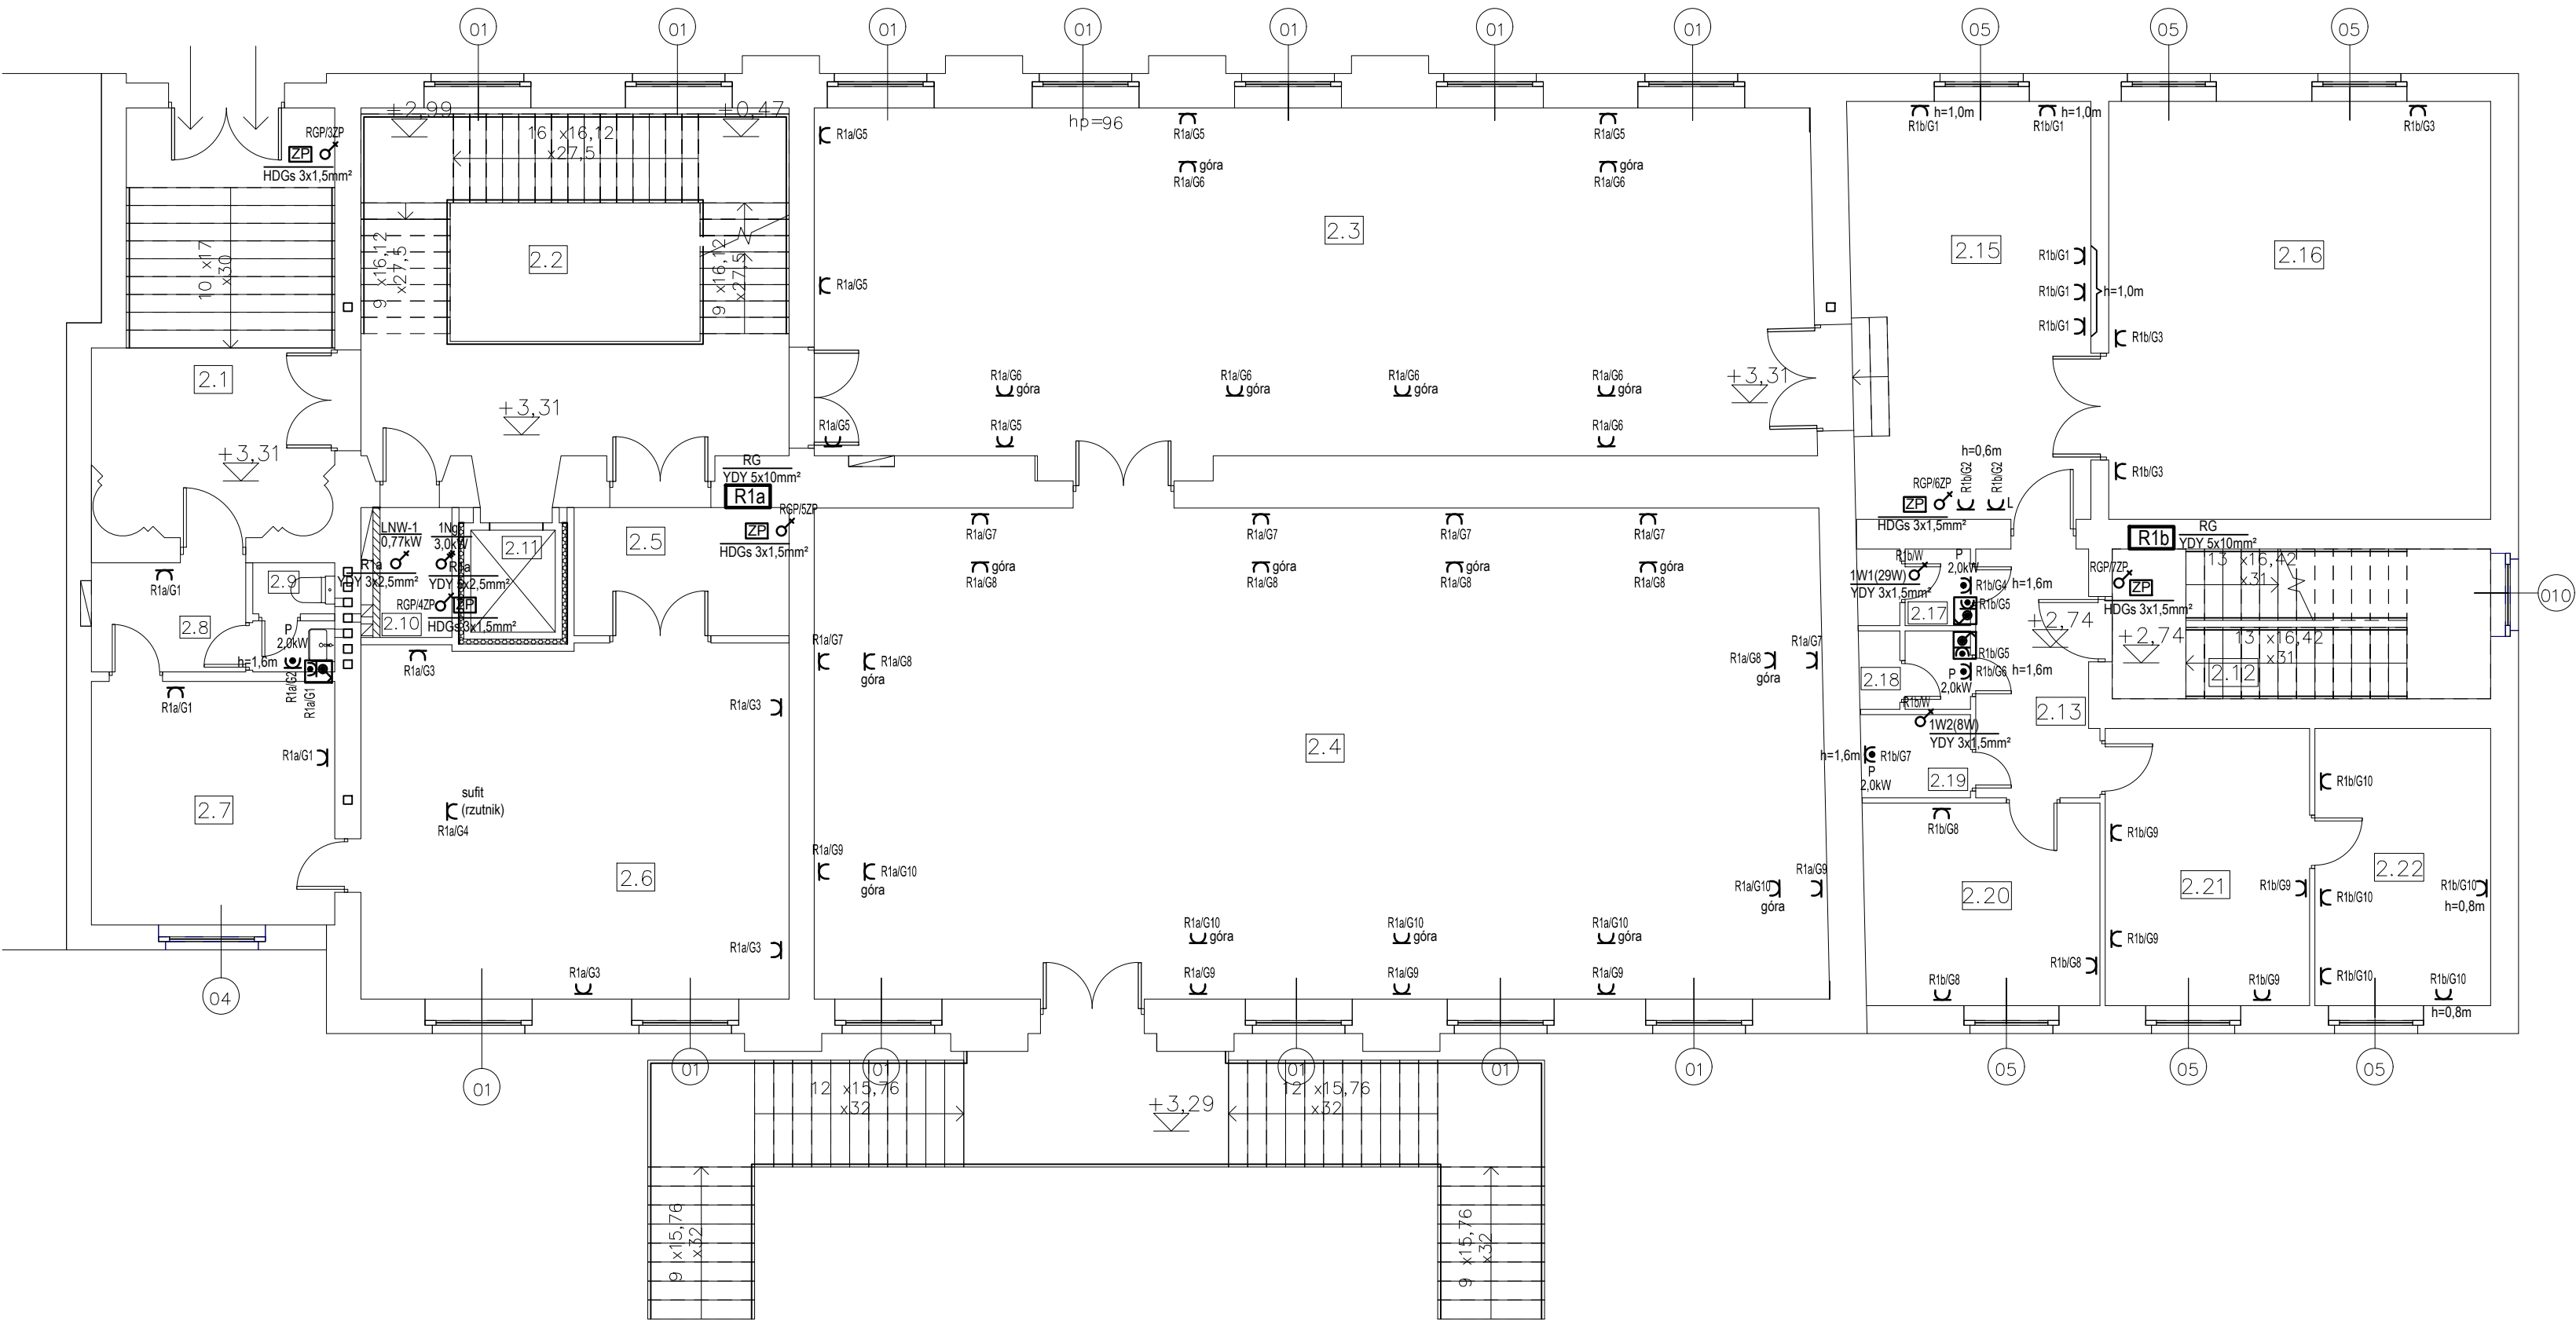 01
01
01
01
01
01
01
05
05
05
+2,99
+0,47
16 x16,12
x27,5
RGP/3ZP
ZP
HDGs 3x1,5mm²
10 x17
x30
9 x16,12
x27,5
9 x16,12
x27,5
2.2
2.1
+3,31
+3,31
hp=96
R1a/G5
R1a/G5
R1a/G5
góra
R1a/G6
góra
R1a/G6
2.3
R1a/G5
R1a/G6
góra
R1a/G6
góra
R1a/G6
góra
R1a/G6
góra
R1a/G5
R1a/G5
R1a/G6
+3,31
h=1,0m
R1b/G1
h=1,0m
R1b/G1
R1b/G3
2.15
2.16
R1b/G1
R1b/G1
h=1,0m
R1b/G1
R1b/G3
R1b/G3
h=0,6m
R1b/G2
R1b/G2
L
RGP/6ZP
ZP
HDGs 3x1,5mm²
RG
YDY 5x10mm²
R1a
RGP/5ZP
ZP
HDGs 3x1,5mm²
2.5
2.11
LNW-1
0,77kW
R1a
YDY 3x2,5mm²
3,0kW
R1a
RGP/4ZP
ZP
HDGs 3x1,5mm²
2.10
R1a/G1
2.9
2.8
P
2,0kW
h=1,6m
R1a/G2
R1a/G1
R1a/G1
R1a/G1
2.7
04
R1a/G3
R1a/G3
sufit
(rzutnik)
R1a/G4
2.6
R1a/G3
R1a/G3
R1a/G7
R1a/G7
R1a/G7
R1a/G7
góra
R1a/G8
góra
R1a/G8
góra
R1a/G8
góra
R1a/G8
R1a/G7
R1a/G8
góra
R1a/G8
góra
R1a/G7
2.4
R1a/G9
R1a/G10
góra
R1a/G10
góra
R1a/G9
R1a/G10
góra
R1a/G10
góra
R1a/G10
góra
R1a/G9
R1a/G9
R1a/G9
R1b
RG
YDY 5x10mm²
13 x16,42
x31
RGP/7ZP
ZP
HDGs 3x1,5mm²
+2,74
+2,74
13 x16,42
x31
2.12
010
R1b/W
1W1(29W)
YDY 3x1,5mm²
P
2,0kW
R1b/G4
h=1,6m
R1b/G5
2.17
R1b/G5
R1b/G6
h=1,6m
P
2,0kW
2.18
R1b/W
1W2(8W)
YDY 3x1,5mm²
2.13
h=1,6m
R1b/G7
P
2,0kW
2.19
R1b/G8
2.20
R1b/G8
R1b/G8
R1b/G9
2.21
R1b/G9
R1b/G9
R1b/G9
R1b/G10
2.22
R1b/G10
R1b/G10
h=0,8m
R1b/G10
R1b/G10
h=0,8m
01
01
01
01
01
01
05
05
05
12 x15,76
x32
+3,29
12 x15,76
x32
9 x15,76
x32
9 x15,76
x32